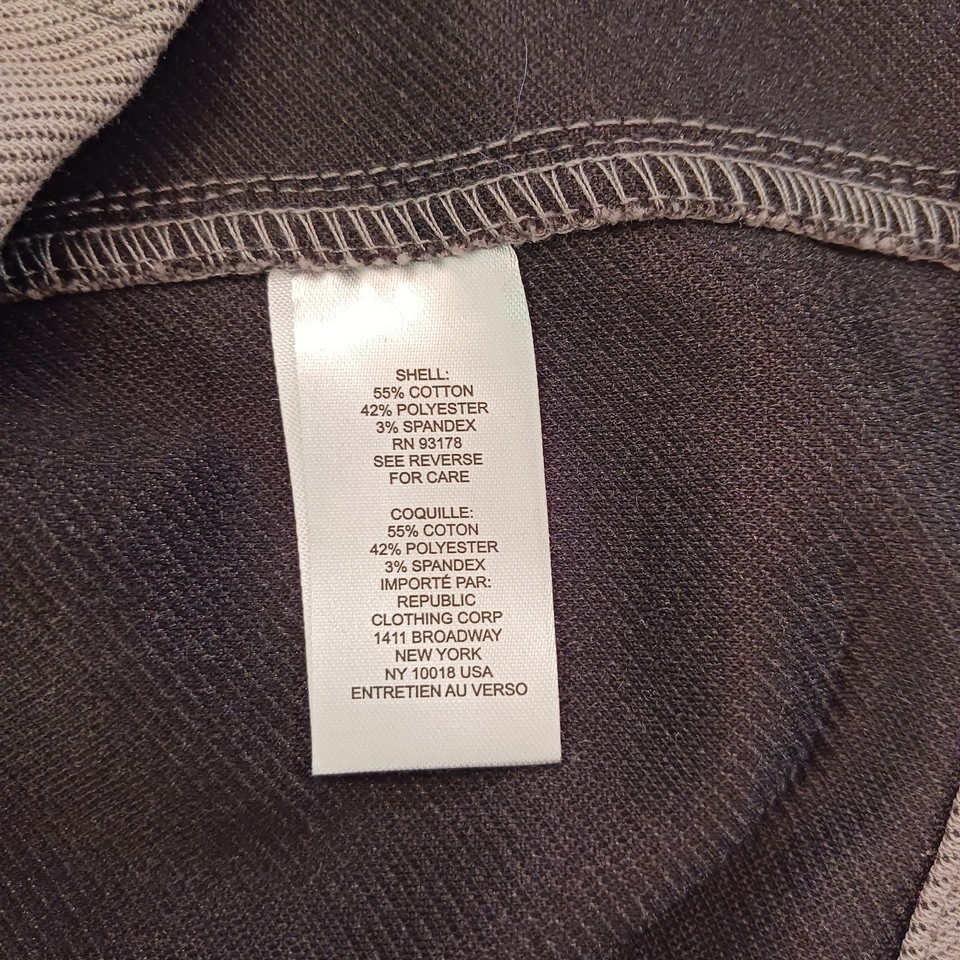 SHELL:
55% COTTON
42% POLYESTER
3% SPANDEX
RN 93178
SEE REVERSE
FOR CARE
COQUILLE:
55% COTON
42% POLYESTER
3% SPANDEX
IMPORTÉ PAR:
REPUBLIC
CLOTHING CORP
1411 BROADWAY
NEW YORK
NY 10018 USA
ENTRETIEN AU VERSO